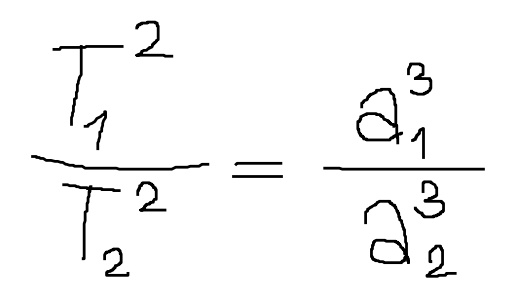 T₁² / T₂² = a₁³ / a₂³